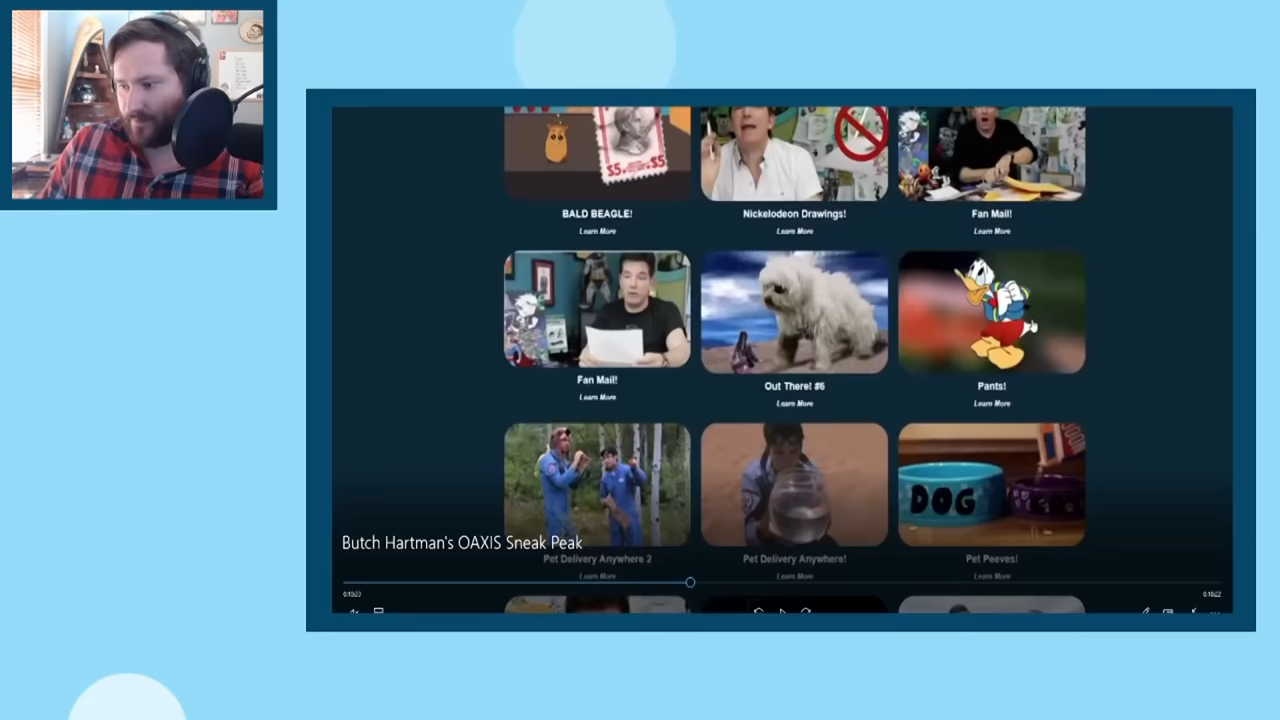 $5. $5.
BALD BEAGLE!
Learn More
Nickelodeon Drawings!
Learn More
Fan Mail!
Learn More
Fan Mail!
Learn More
Out There! #6
Learn More
Pants!
Learn More
DOG
Pet Delivery Anywhere 2
Learn More
Pet Delivery Anywhere!
Learn More
Pet Peeves!
Learn More
Butch Hartman's OAXIS Sneak Peak